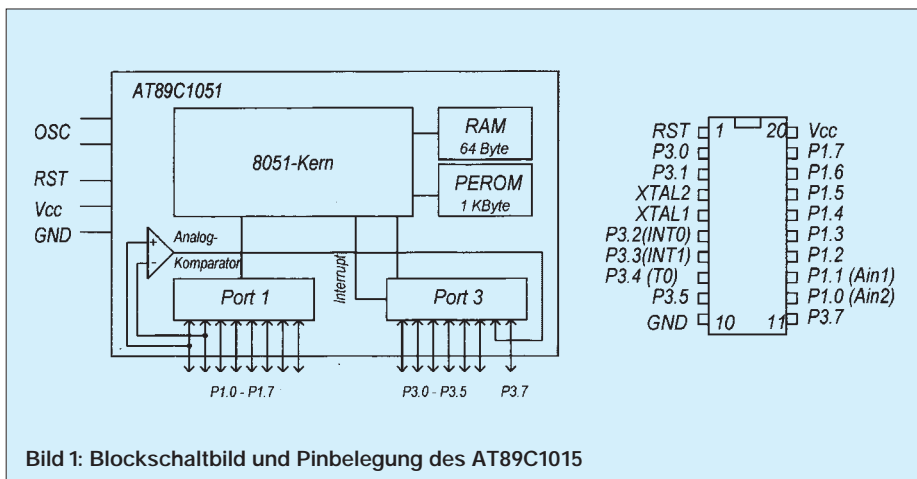 AT89C1051
OSC
RST
Vcc
GND
8051-Kern
RAM
64 Byte
PEROM
1 KByte
+
-
Analog-
Komparator
Interrupt
Port 1
Port 3
P1.0 - P1.7
P3.0 - P3.5
P3.7
RST 1 20 Vcc
P3.0 P1.7
P3.1 P1.6
XTAL2 P1.5
XTAL1 P1.4
P3.2(INT0) P1.3
P3.3(INT1) P1.2
P3.4 (T0) P1.1 (Ain1)
P3.5 P1.0 (Ain2)
GND 10 11 P3.7
Bild 1: Blockschaltbild und Pinbelegung des AT89C1015